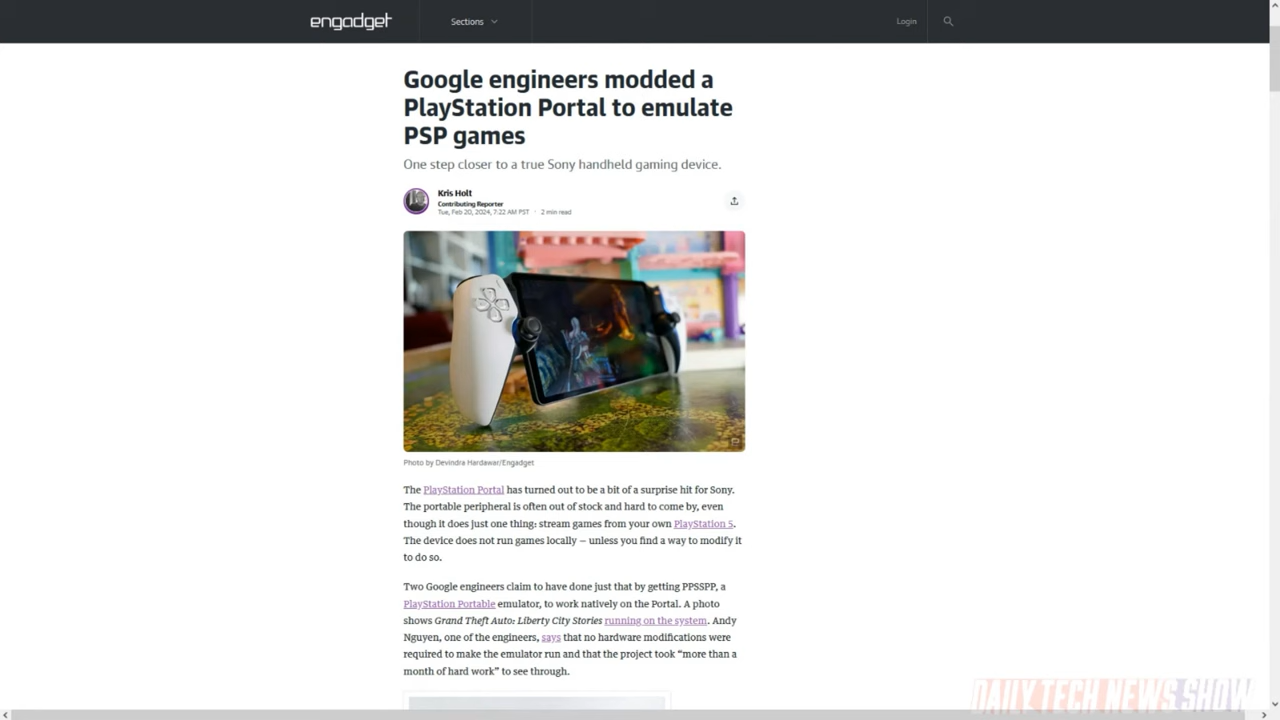 engadget
Sections
Login
Google engineers modded a
PlayStation Portal to emulate
PSP games
One step closer to a true Sony handheld gaming device.
Kris Holt
Contributing Reporter
Tue, Feb 20, 2024, 7:22 AM PST · 2 min read
Photo by Devindra Hardawar/Engadget
The PlayStation Portal has turned out to be a bit of a surprise hit for Sony.
The portable peripheral is often out of stock and hard to come by, even
though it does just one thing: stream games from your own PlayStation 5.
The device does not run games locally – unless you find a way to modify it
to do so.
Two Google engineers claim to have done just that by getting PPSSPP, a
PlayStation Portable emulator, to work natively on the Portal. A photo
shows Grand Theft Auto: Liberty City Stories running on the system. Andy
Nguyen, one of the engineers, says that no hardware modifications were
required to make the emulator run and that the project took “more than a
month of hard work” to see through.
DAILY TECH NEWS SHOW